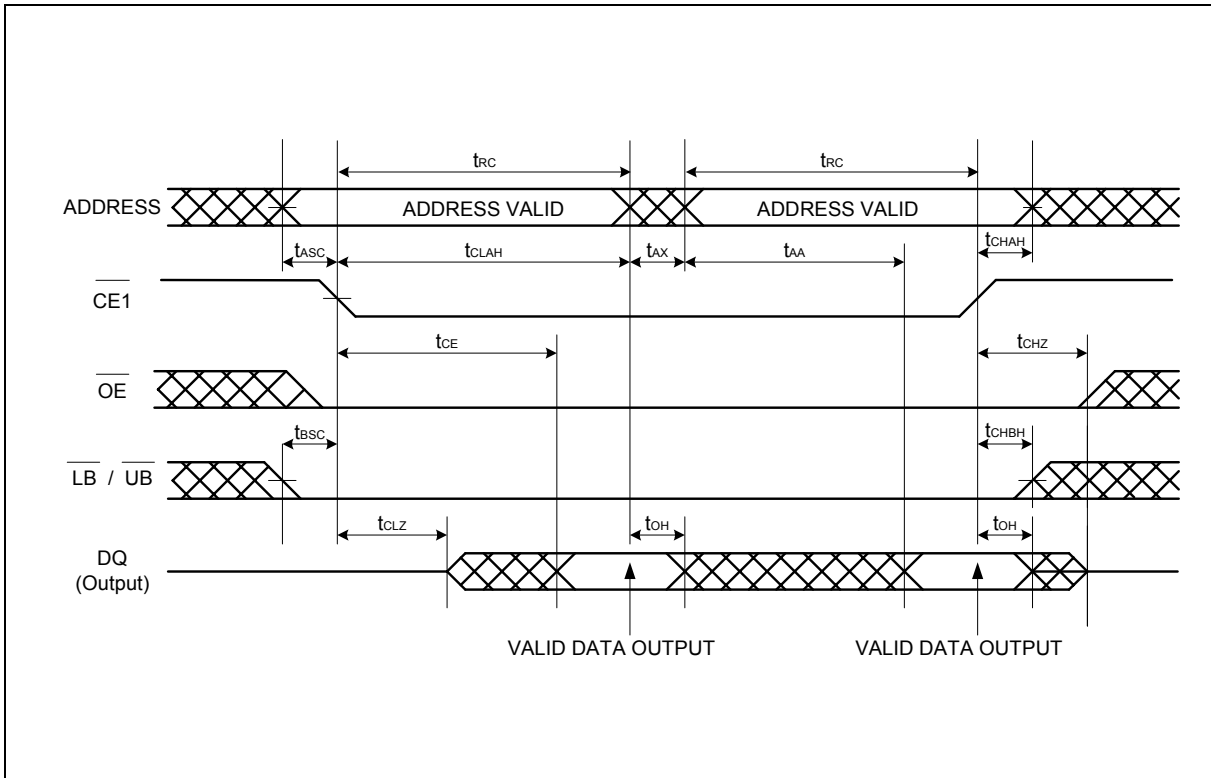 tRC tRC
ADDRESS ADDRESS VALID ADDRESS VALID
tASC tCLAH tAX tAA tCHAH
CE1
tCE tCHZ
OE
tBSC tCHBH
LB / UB
tCLZ tOH tOH
DQ
(Output)
VALID DATA OUTPUT VALID DATA OUTPUT